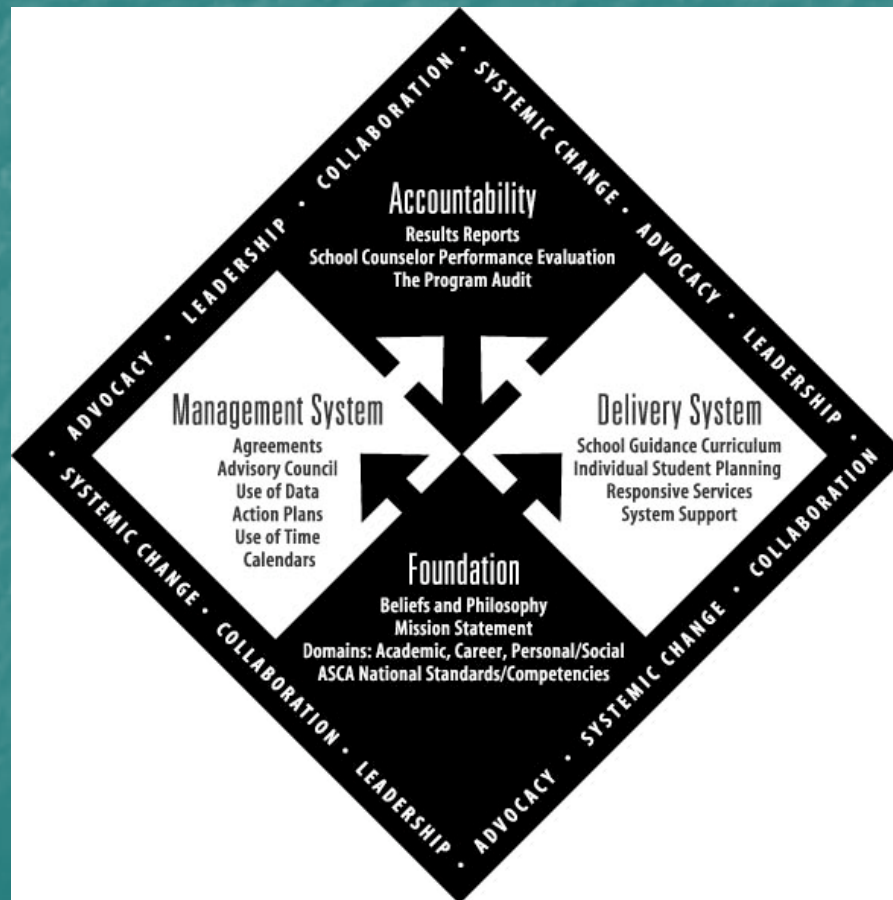 ADVOCACY • LEADERSHIP • COLLABORATION •
SYSTEMIC CHANGE • ADVOCACY • LEADERSHIP •
Accountability
Results Reports
School Counselor Performance Evaluation
The Program Audit
Management System
Agreements
Advisory Council
Use of Data
Action Plans
Use of Time
Calendars
Delivery System
School Guidance Curriculum
Individual Student Planning
Responsive Services
System Support
Foundation
Beliefs and Philosophy
Mission Statement
Domains: Academic, Career, Personal/Social
ASCA National Standards/Competencies
• SYSTEMIC CHANGE • COLLABORATION • LEADERSHIP
• ADVOCACY • SYSTEMIC CHANGE • COLLABORATION